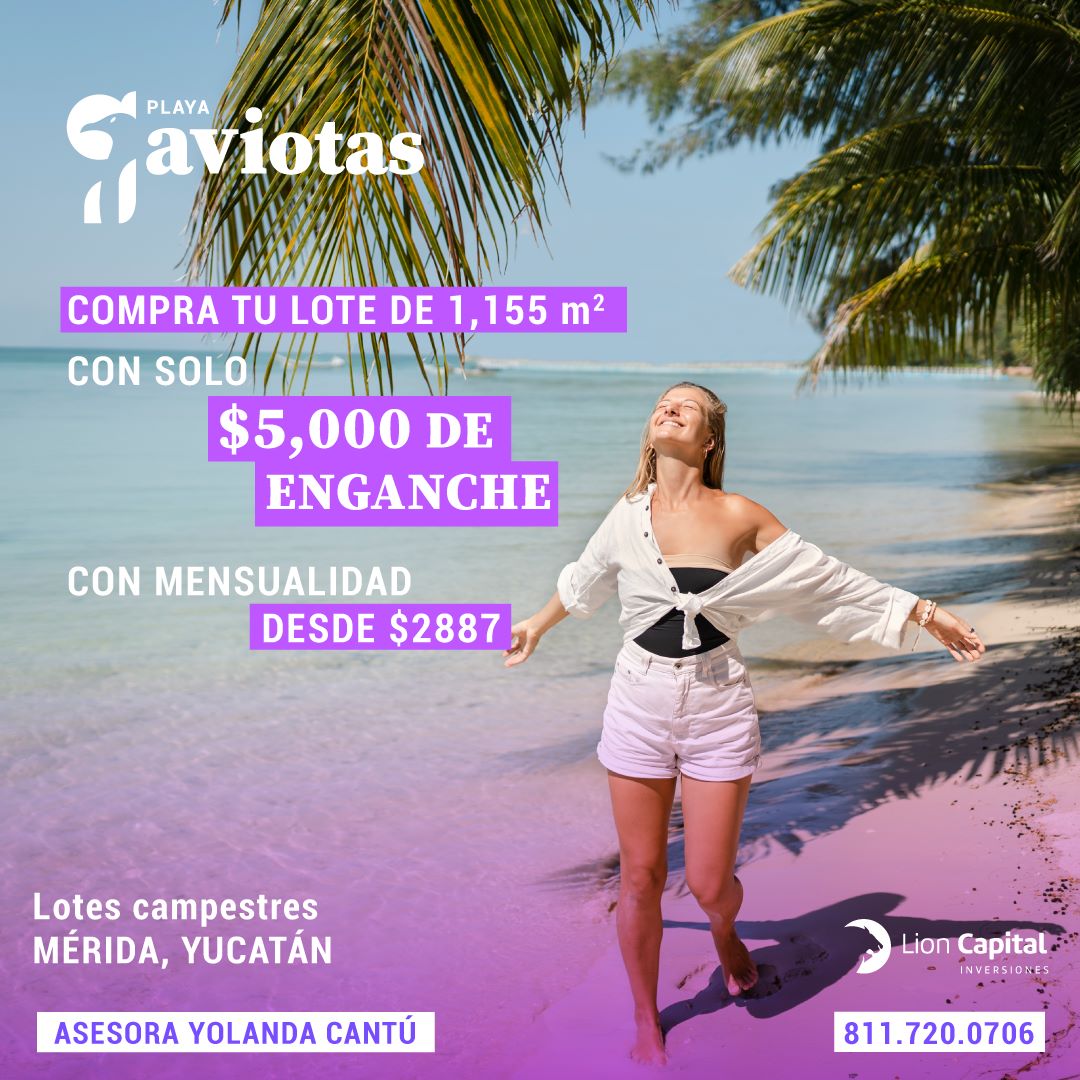 PLAYA
Gaviotas
COMPRA TU LOTE DE 1,155 m²
CON SOLO
$5,000 DE
ENGANCHE
CON MENSUALIDAD
DESDE $2887
Lotes campestres
MÉRIDA, YUCATÁN
Lion Capital
INVERSIONES
ASESORA YOLANDA CANTÚ
811.720.0706